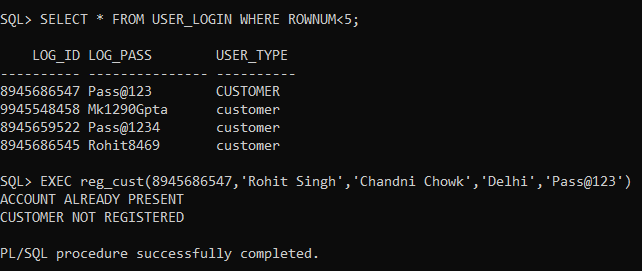 SQL> SELECT * FROM USER_LOGIN WHERE ROWNUM<5;
    LOG_ID LOG_PASS        USER_TYPE
---------- --------------- ----------
8945686547 Pass@123        CUSTOMER
9945548458 Mk1290Gpta      customer
8945659522 Pass@1234       customer
8945686545 Rohit8469       customer
SQL> EXEC reg_cust(8945686547,'Rohit Singh','Chandni Chowk','Delhi','Pass@123')
ACCOUNT ALREADY PRESENT
CUSTOMER NOT REGISTERED
PL/SQL procedure successfully completed.